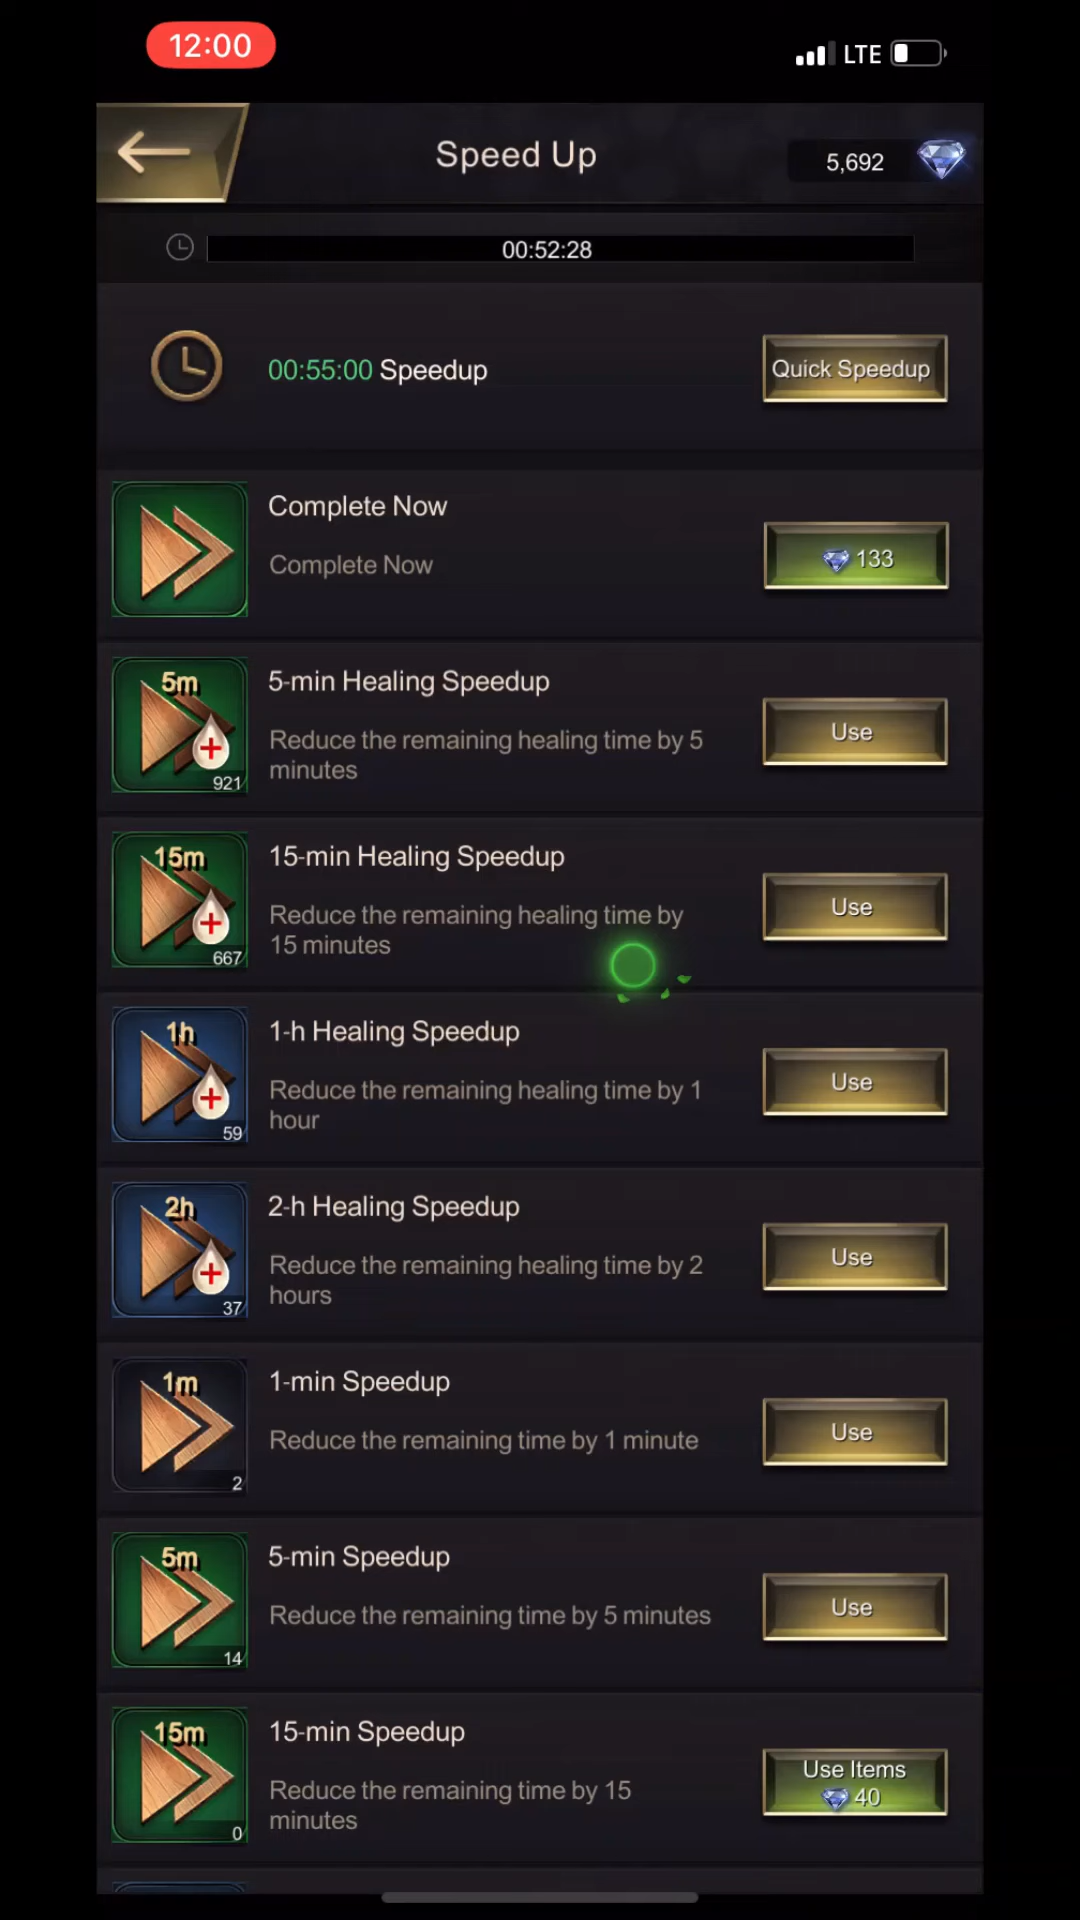 12:00
LTE
Speed Up
5,692
00:52:28
00:55:00 Speedup
Quick Speedup
Complete Now
Complete Now
133
5m
921
5-min Healing Speedup
Reduce the remaining healing time by 5
minutes
Use
15m
667
15-min Healing Speedup
Reduce the remaining healing time by
15 minutes
Use
1h
59
1-h Healing Speedup
Reduce the remaining healing time by 1
hour
Use
2h
37
2-h Healing Speedup
Reduce the remaining healing time by 2
hours
Use
1m
2
1-min Speedup
Reduce the remaining time by 1 minute
Use
5m
14
5-min Speedup
Reduce the remaining time by 5 minutes
Use
15m
0
15-min Speedup
Reduce the remaining time by 15
minutes
Use Items
40